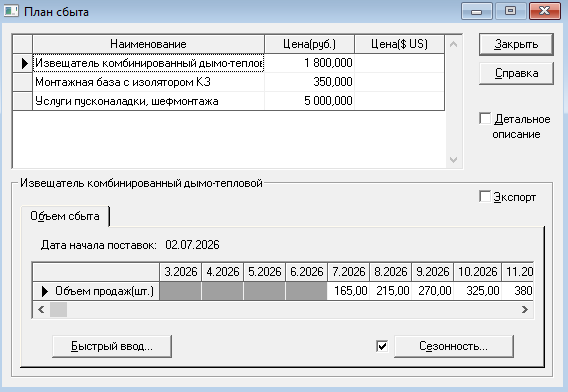 План сбыта
Наименование Цена(руб.) Цена($ US)
Извещатель комбинированный дымо-теплов 1 800,000
Монтажная база с изолятором КЗ 350,000
Услуги пусконаладки, шефмонтажа 5 000,000
Закрыть
Справка
Детальное
описание
Извещатель комбинированный дымо-тепловой
Экспорт
Объем сбыта
Дата начала поставок: 02.07.2026
3.2026 4.2026 5.2026 6.2026 7.2026 8.2026 9.2026 10.2026 11.20
Объем продаж(шт.) 165,00 215,00 270,00 325,00 380
Быстрый ввод...
Сезонность...